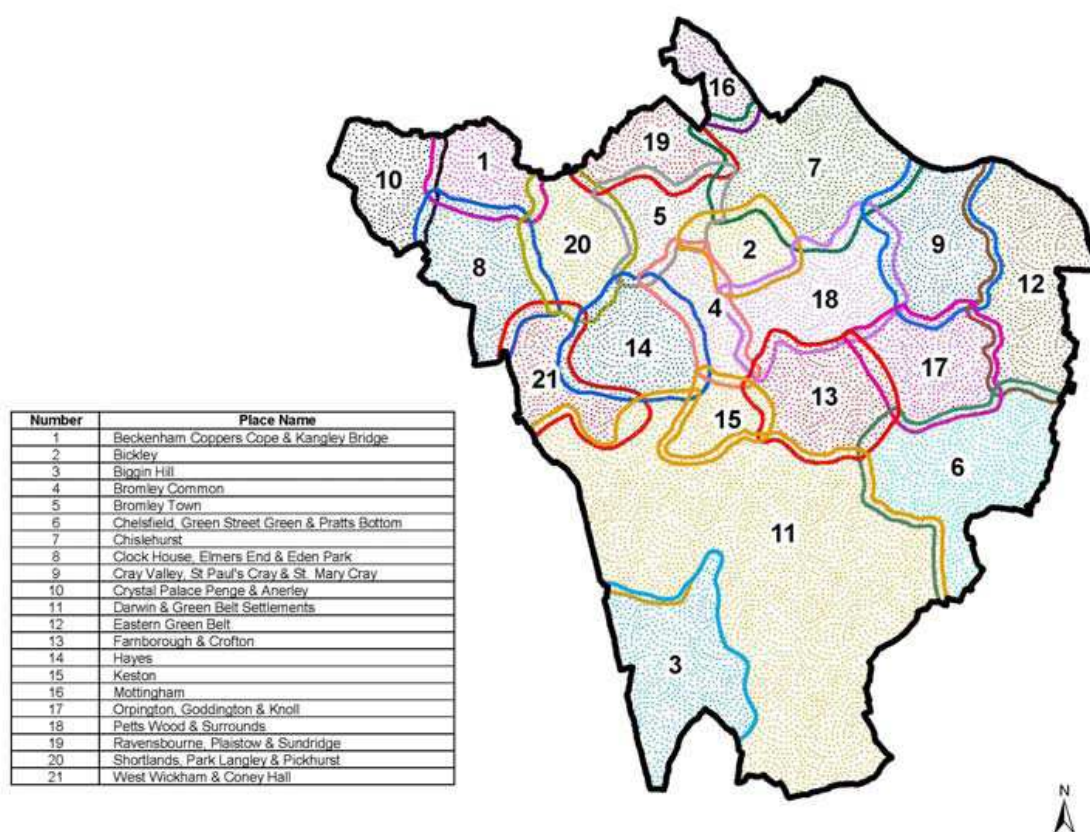 16
19
1
7
10
5
20
2
9
8
12
18
4
14
17
21
13
15
6
11
3
Number Place Name
1 Beckenham Coppers Cope & Kangley Bridge
2 Bickley
3 Biggin Hill
4 Bromley Common
5 Bromley Town
6 Chelsfield, Green Street Green & Pratts Bottom
7 Chislehurst
8 Clock House, Elmers End & Eden Park
9 Cray Valley, St Paul's Cray & St. Mary Cray
10 Crystal Palace Penge & Anerley
11 Darwin & Green Belt Settlements
12 Eastern Green Belt
13 Farnborough & Crofton
14 Hayes
15 Keston
16 Mottingham
17 Orpington, Goddington & Knoll
18 Petts Wood & Surrounds
19 Ravensbourne, Plaistow & Sundridge
20 Shortlands, Park Langley & Pickhurst
21 West Wickham & Coney Hall
N